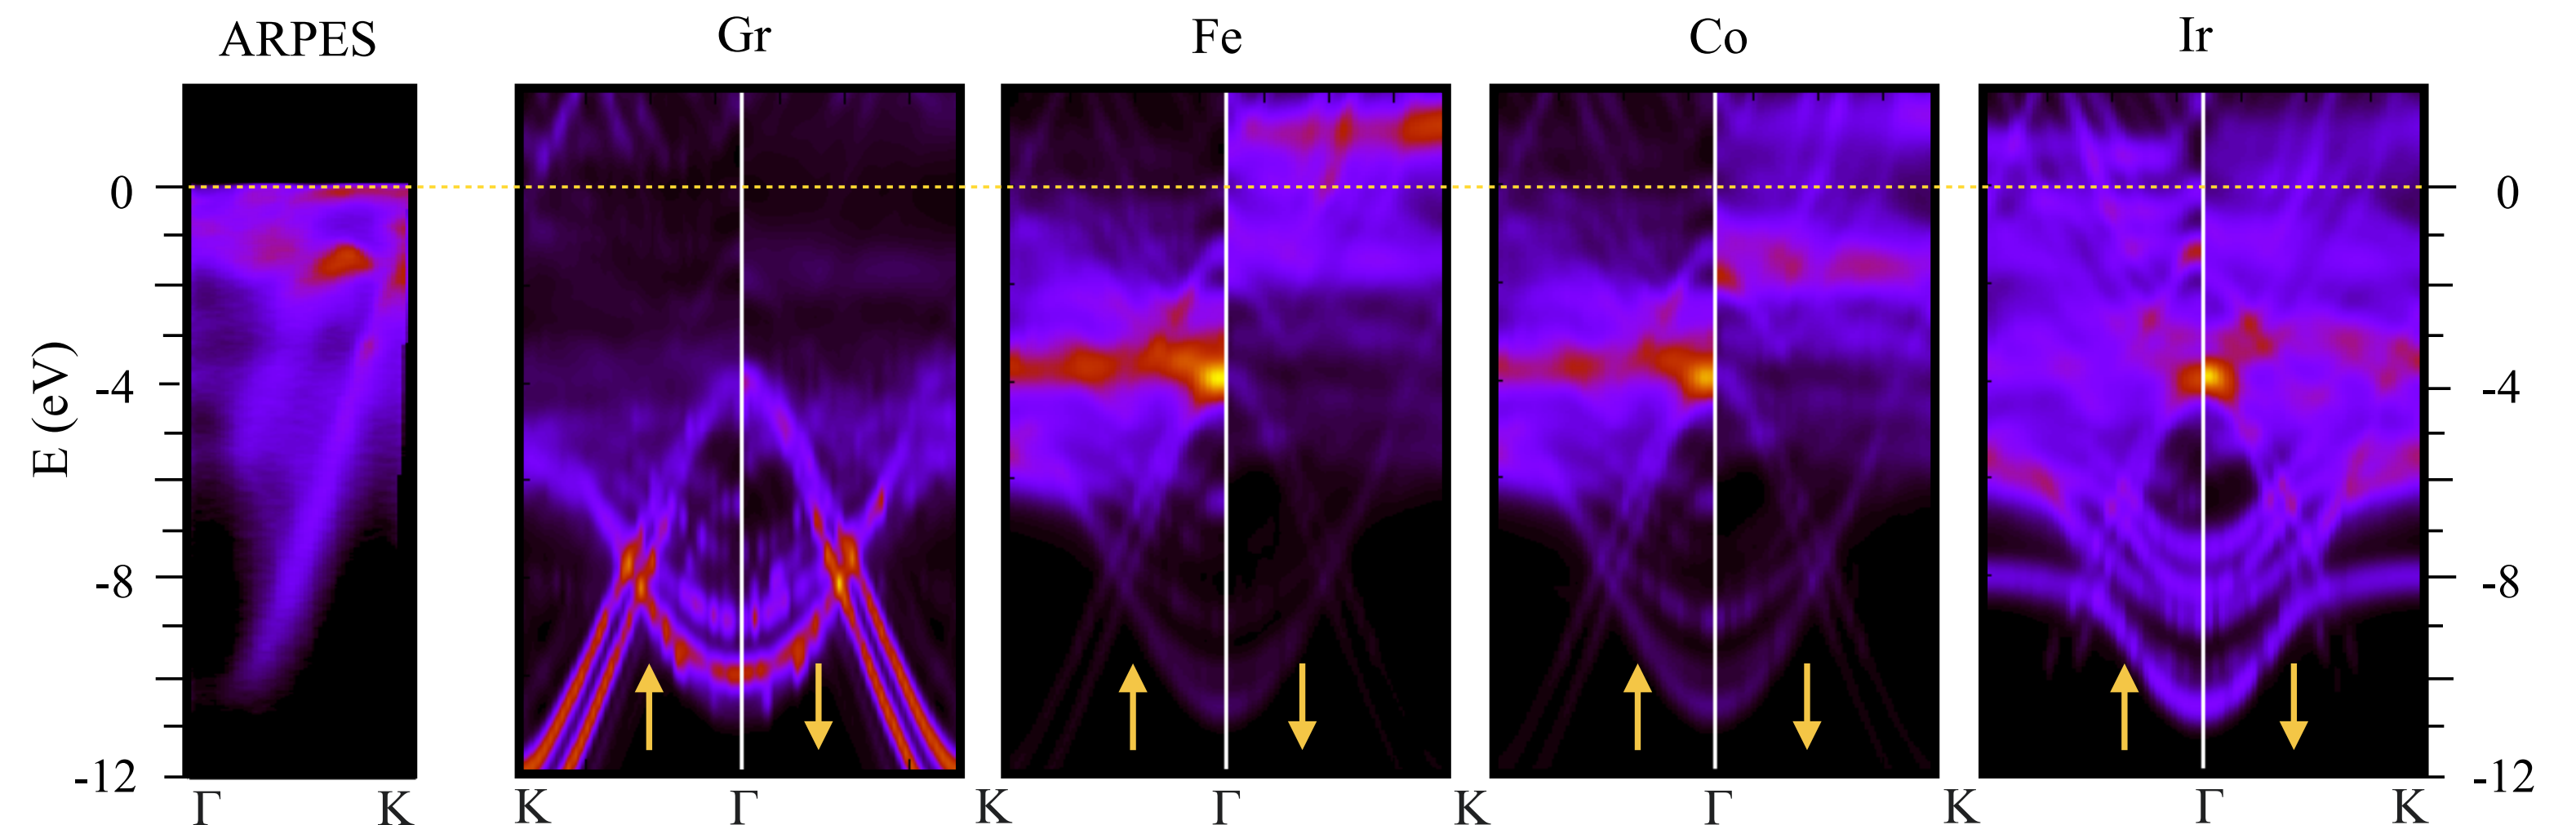 ARPES Gr Fe Co Ir
0 0
-4 -4
E (eV)
-8 -8
-12 -12
Γ K K Γ K Γ K Γ K Γ K